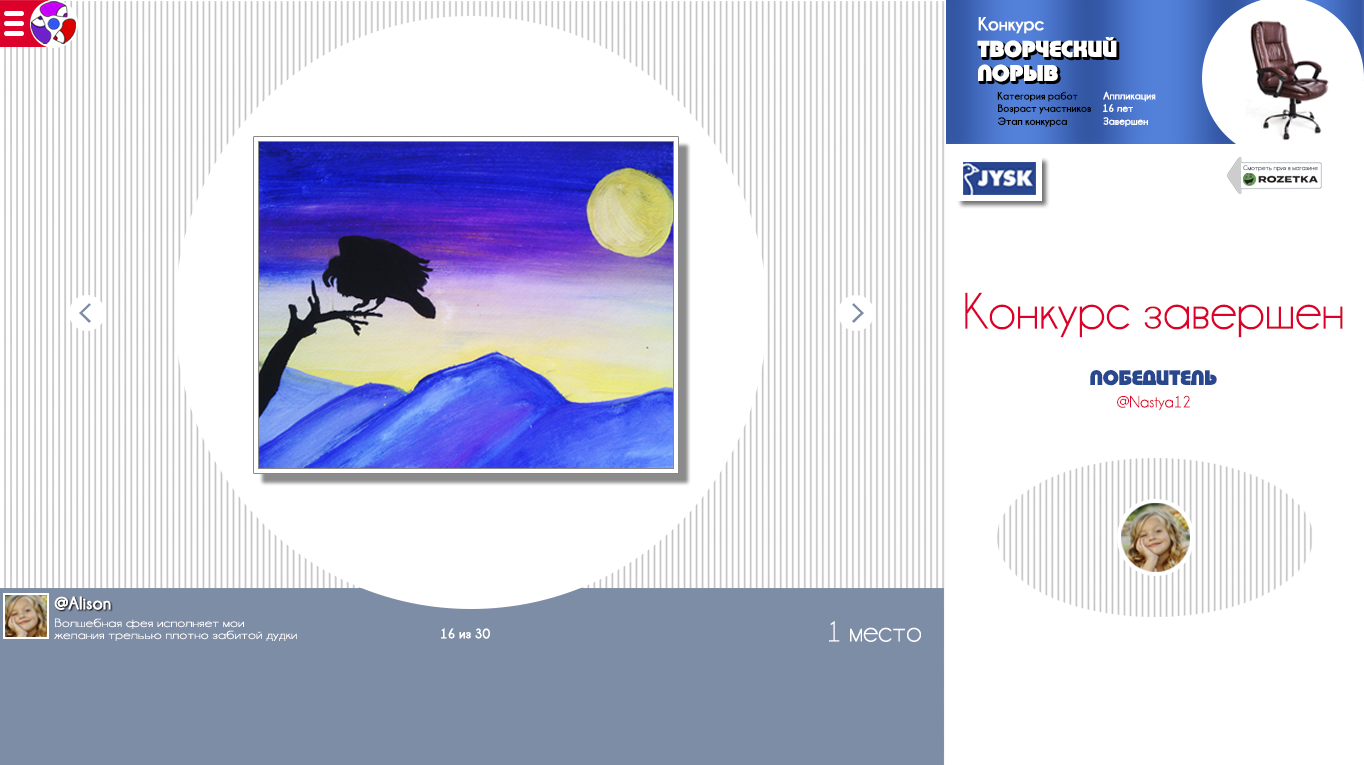 Конкурс
ТВОРЧЕСКИЙ
ПОРЫВ
Категория работ Аппликация
Возраст участников 16 лет
Этап конкурса Завершен
JYSK
Смотреть приз в магазине
ROZETKA
Конкурс завершен
ПОБЕДИТЕЛЬ
@Nastya12
@Alison
Волшебная фея исполняет мои
желания трелью плотно забитой дудки
16 из 30
1 место